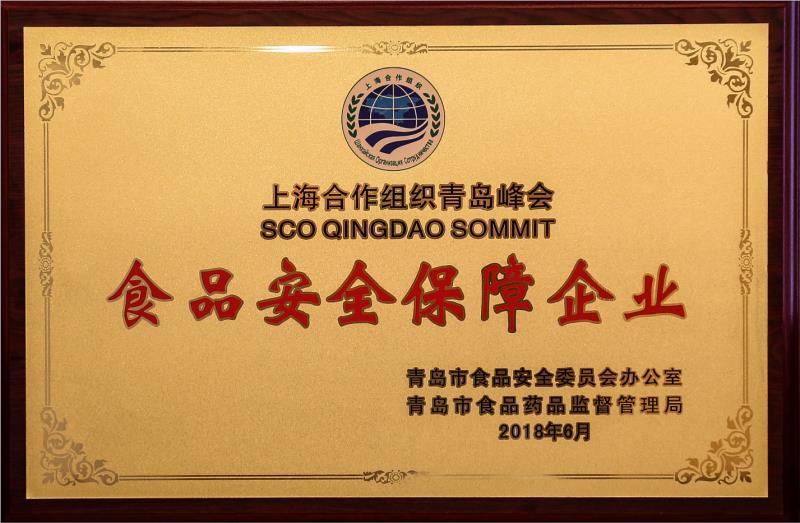 上海合作组织
Шанхайская Организация Сотрудничества
上海合作组织青岛峰会
SCO QINGDAO SOMMIT
食品安全保障企业
青岛市食品安全委员会办公室
青岛市食品药品监督管理局
2018年6月